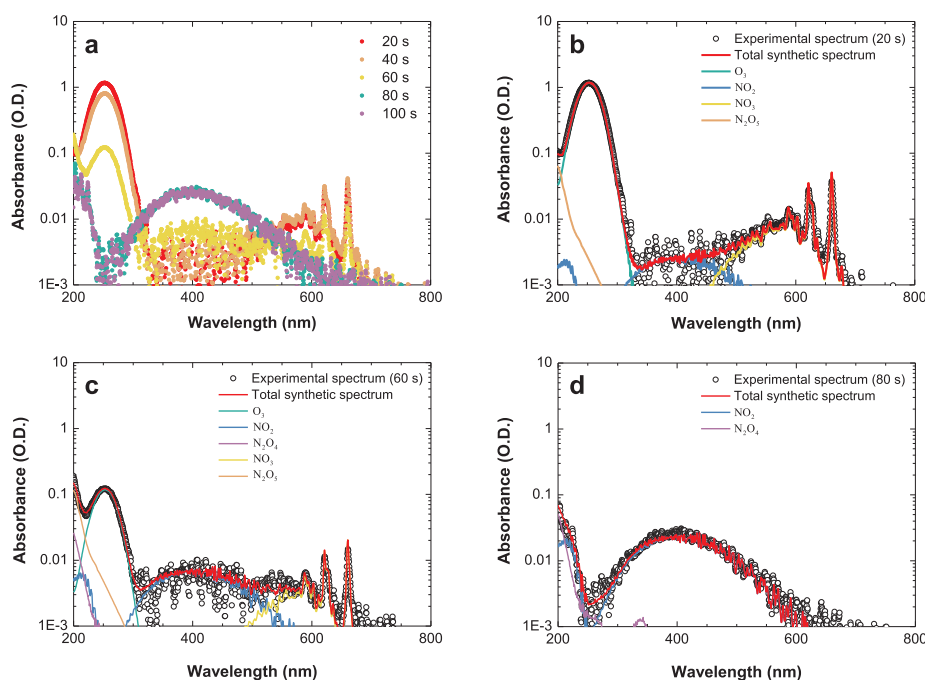 a
20 s
40 s
60 s
80 s
100 s
10
1
0.1
0.01
1E-3
200 400 600 800
Wavelength (nm)
Absorbance (O.D.)
b
Experimental spectrum (20 s)
Total synthetic spectrum
O₃
NO₂
NO₃
N₂O₅
10
1
0.1
0.01
1E-3
200 400 600 800
Wavelength (nm)
Absorbance (O.D.)
c
Experimental spectrum (60 s)
Total synthetic spectrum
O₃
NO₂
N₂O₄
NO₃
N₂O₅
10
1
0.1
0.01
1E-3
200 400 600 800
Wavelength (nm)
Absorbance (O.D.)
d
Experimental spectrum (80 s)
Total synthetic spectrum
NO₂
N₂O₄
10
1
0.1
0.01
1E-3
200 400 600 800
Wavelength (nm)
Absorbance (O.D.)